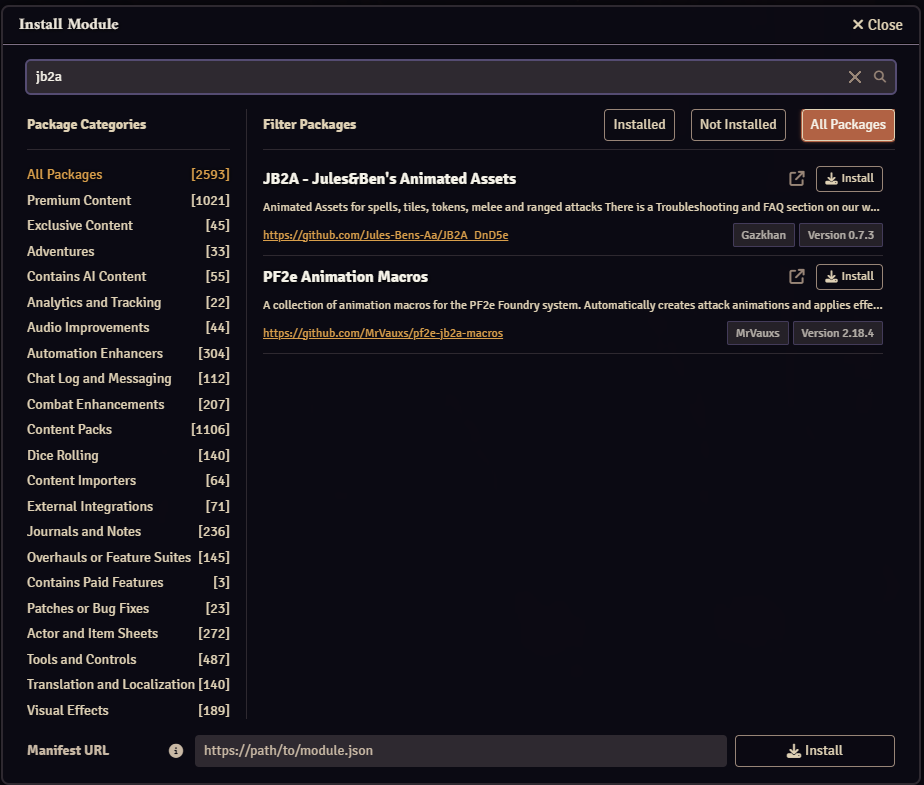 Install Module
Close
jb2a
Package Categories
All Packages [2593]
Premium Content [1021]
Exclusive Content [45]
Adventures [33]
Contains AI Content [55]
Analytics and Tracking [22]
Audio Improvements [44]
Automation Enhancers [304]
Chat Log and Messaging [112]
Combat Enhancements [207]
Content Packs [1106]
Dice Rolling [140]
Content Importers [64]
External Integrations [71]
Journals and Notes [236]
Overhauls or Feature Suites [145]
Contains Paid Features [3]
Patches or Bug Fixes [23]
Actor and Item Sheets [272]
Tools and Controls [487]
Translation and Localization [140]
Visual Effects [189]
Filter Packages
Installed
Not Installed
All Packages
JB2A - Jules&Ben's Animated Assets
Install
Animated Assets for spells, tiles, tokens, melee and ranged attacks There is a Troubleshooting and FAQ section on our w...
https://github.com/Jules-Bens-Aa/JB2A_DnD5e
Gazkhan
Version 0.7.3
PF2e Animation Macros
Install
A collection of animation macros for the PF2e Foundry system. Automatically creates attack animations and applies effe...
https://github.com/MrVauxs/pf2e-jb2a-macros
MrVauxs
Version 2.18.4
Manifest URL
https://path/to/module.json
Install